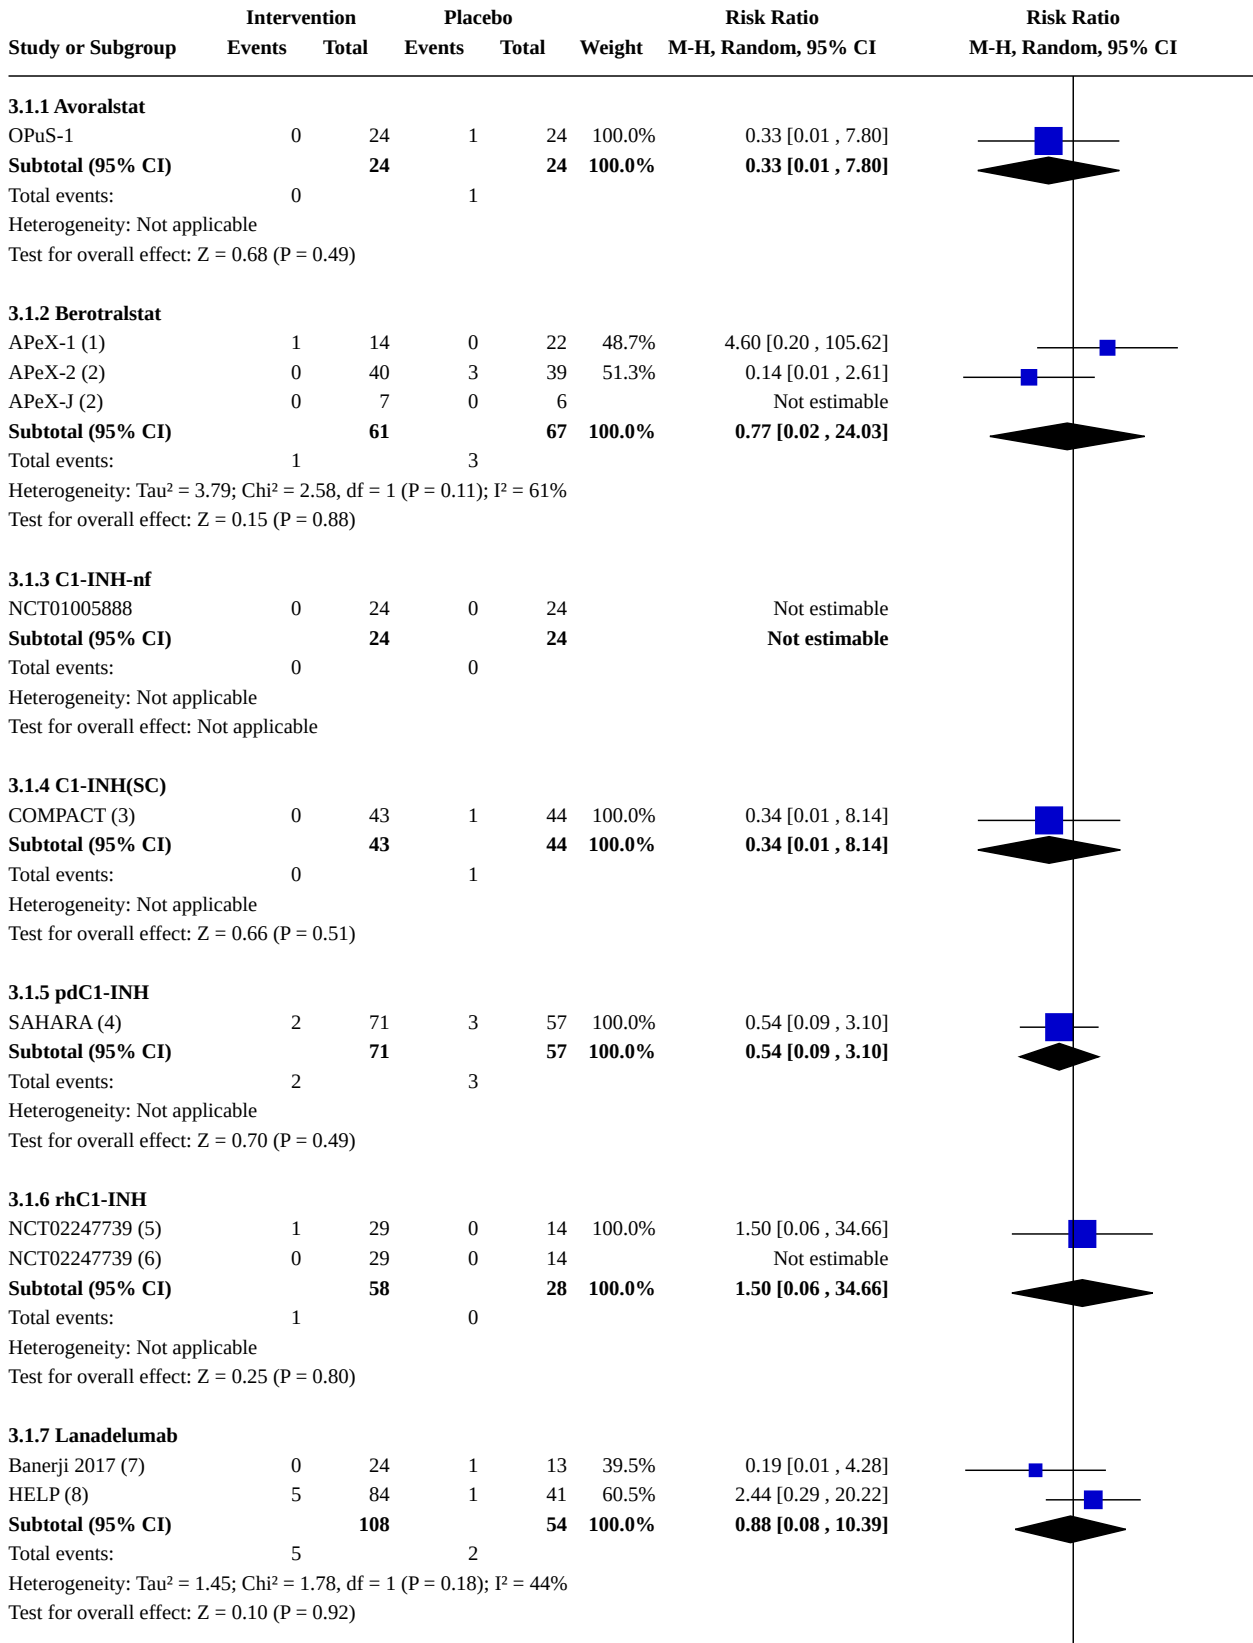 Intervention Placebo Risk Ratio Risk Ratio
Study or Subgroup Events Total Events Total Weight M-H, Random, 95% CI M-H, Random, 95% CI
3.1.1 Avoralstat
OPuS-1 0 24 1 24 100.0% 0.33 [0.01 , 7.80]
Subtotal (95% CI) 24 24 100.0% 0.33 [0.01 , 7.80]
Total events: 0 1
Heterogeneity: Not applicable
Test for overall effect: Z = 0.68 (P = 0.49)
3.1.2 Berotralstat
APeX-1 (1) 1 14 0 22 48.7% 4.60 [0.20 , 105.62]
APeX-2 (2) 0 40 3 39 51.3% 0.14 [0.01 , 2.61]
APeX-J (2) 0 7 0 6 Not estimable
Subtotal (95% CI) 61 67 100.0% 0.77 [0.02 , 24.03]
Total events: 1 3
Heterogeneity: Tau² = 3.79; Chi² = 2.58, df = 1 (P = 0.11); I² = 61%
Test for overall effect: Z = 0.15 (P = 0.88)
3.1.3 C1-INH-nf
NCT01005888 0 24 0 24 Not estimable
Subtotal (95% CI) 24 24 Not estimable
Total events: 0 0
Heterogeneity: Not applicable
Test for overall effect: Not applicable
3.1.4 C1-INH(SC)
COMPACT (3) 0 43 1 44 100.0% 0.34 [0.01 , 8.14]
Subtotal (95% CI) 43 44 100.0% 0.34 [0.01 , 8.14]
Total events: 0 1
Heterogeneity: Not applicable
Test for overall effect: Z = 0.66 (P = 0.51)
3.1.5 pdC1-INH
SAHARA (4) 2 71 3 57 100.0% 0.54 [0.09 , 3.10]
Subtotal (95% CI) 71 57 100.0% 0.54 [0.09 , 3.10]
Total events: 2 3
Heterogeneity: Not applicable
Test for overall effect: Z = 0.70 (P = 0.49)
3.1.6 rhC1-INH
NCT02247739 (5) 1 29 0 14 100.0% 1.50 [0.06 , 34.66]
NCT02247739 (6) 0 29 0 14 Not estimable
Subtotal (95% CI) 58 28 100.0% 1.50 [0.06 , 34.66]
Total events: 1 0
Heterogeneity: Not applicable
Test for overall effect: Z = 0.25 (P = 0.80)
3.1.7 Lanadelumab
Banerji 2017 (7) 0 24 1 13 39.5% 0.19 [0.01 , 4.28]
HELP (8) 5 84 1 41 60.5% 2.44 [0.29 , 20.22]
Subtotal (95% CI) 108 54 100.0% 0.88 [0.08 , 10.39]
Total events: 5 2
Heterogeneity: Tau² = 1.45; Chi² = 1.78, df = 1 (P = 0.18); I² = 44%
Test for overall effect: Z = 0.10 (P = 0.92)